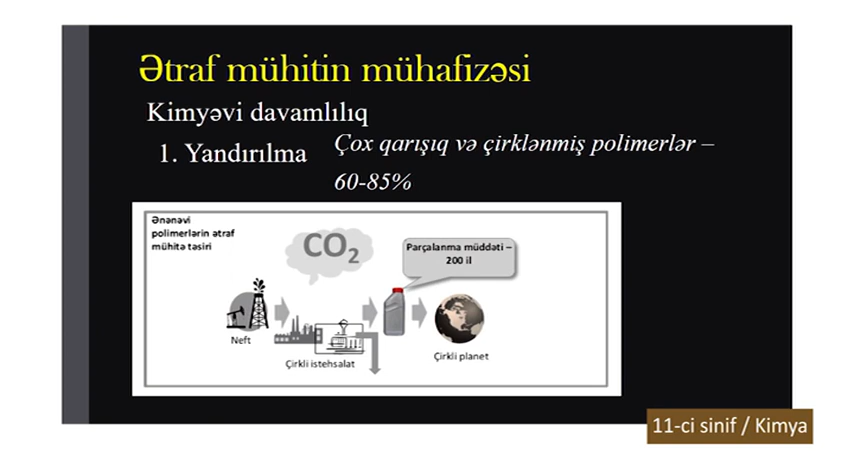 Ətraf mühitin mühafizəsi
Kimyəvi davamlılıq
1. Yandırılma
Çox qarışıq və çirklənmiş polimerlər –
60-85%
Ənənəvi
polimerlərin ətraf
mühitə təsiri
CO2
Parçalanma müddəti –
200 il
Neft
Çirkli istehsalat
Çirkli planet
11-ci sinif / Kimya